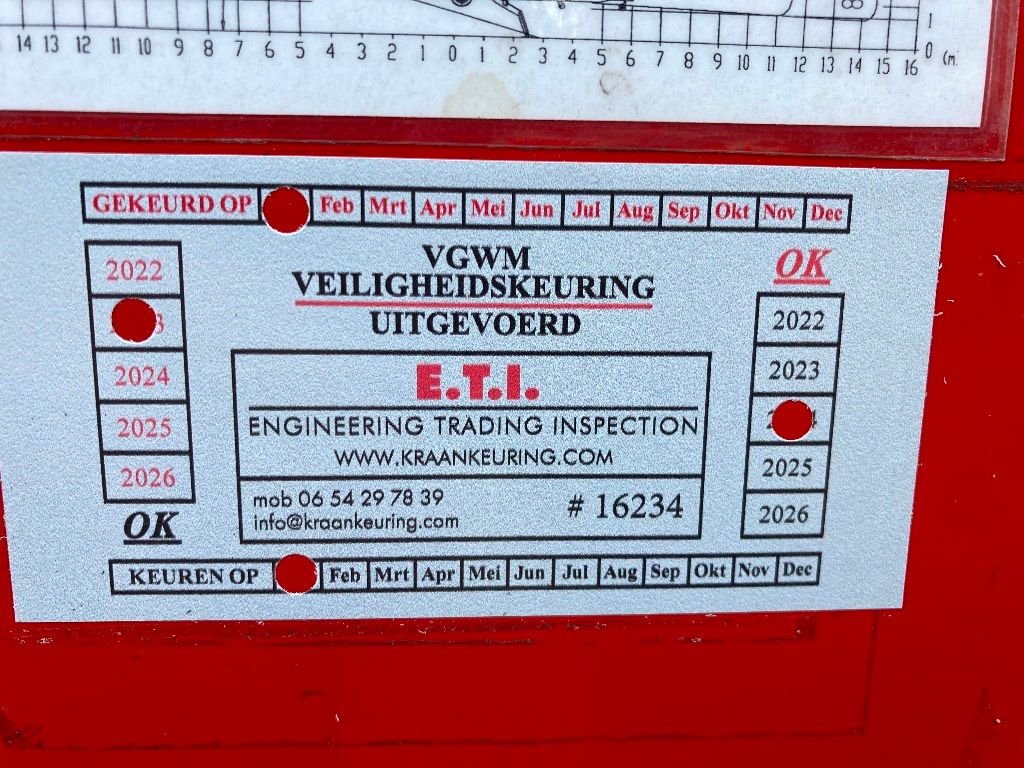 8
1
0 (m.
14 13 12 11 10 9 8 7 6 5 4 3 2 1 0 1 2 3 4 5 6 7 8 9 10 11 12 13 14 15 16
GEKEURD OP Feb Mrt Apr Mei Jun Jul Aug Sep Okt Nov Dec
2022
2024
2025
2026
OK
VGWM
VEILIGHEIDSKEURING
UITGEVOERD
E.T.I.
ENGINEERING TRADING INSPECTION
WWW.KRAANKEURING.COM
mob 06 54 29 78 39
info@kraankeuring.com
# 16234
OK
2022
2023
2025
2026
KEUREN OP Feb Mrt Apr Mei Jun Jul Aug Sep Okt Nov Dec